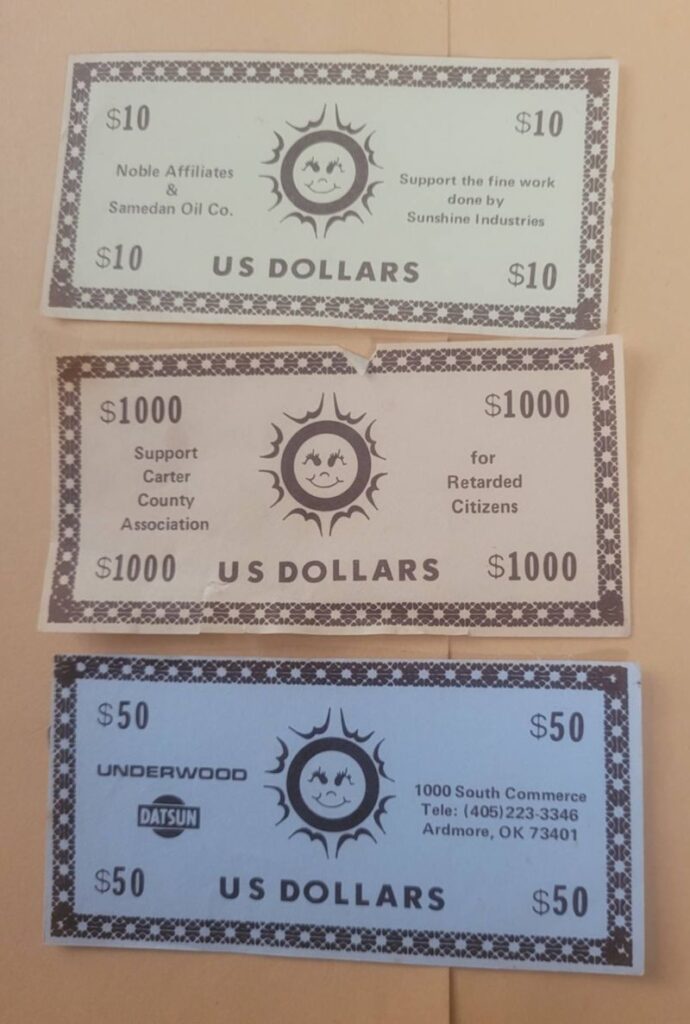 $10 $10
Noble Affiliates
&
Samedan Oil Co.
Support the fine work
done by
Sunshine Industries
$10 US DOLLARS $10
$1000 $1000
Support
Carter
County
Association
for
Retarded
Citizens
$1000 US DOLLARS $1000
$50 $50
UNDERWOOD
DATSUN
1000 South Commerce
Tele: (405)223-3346
Ardmore, OK 73401
$50 US DOLLARS $50